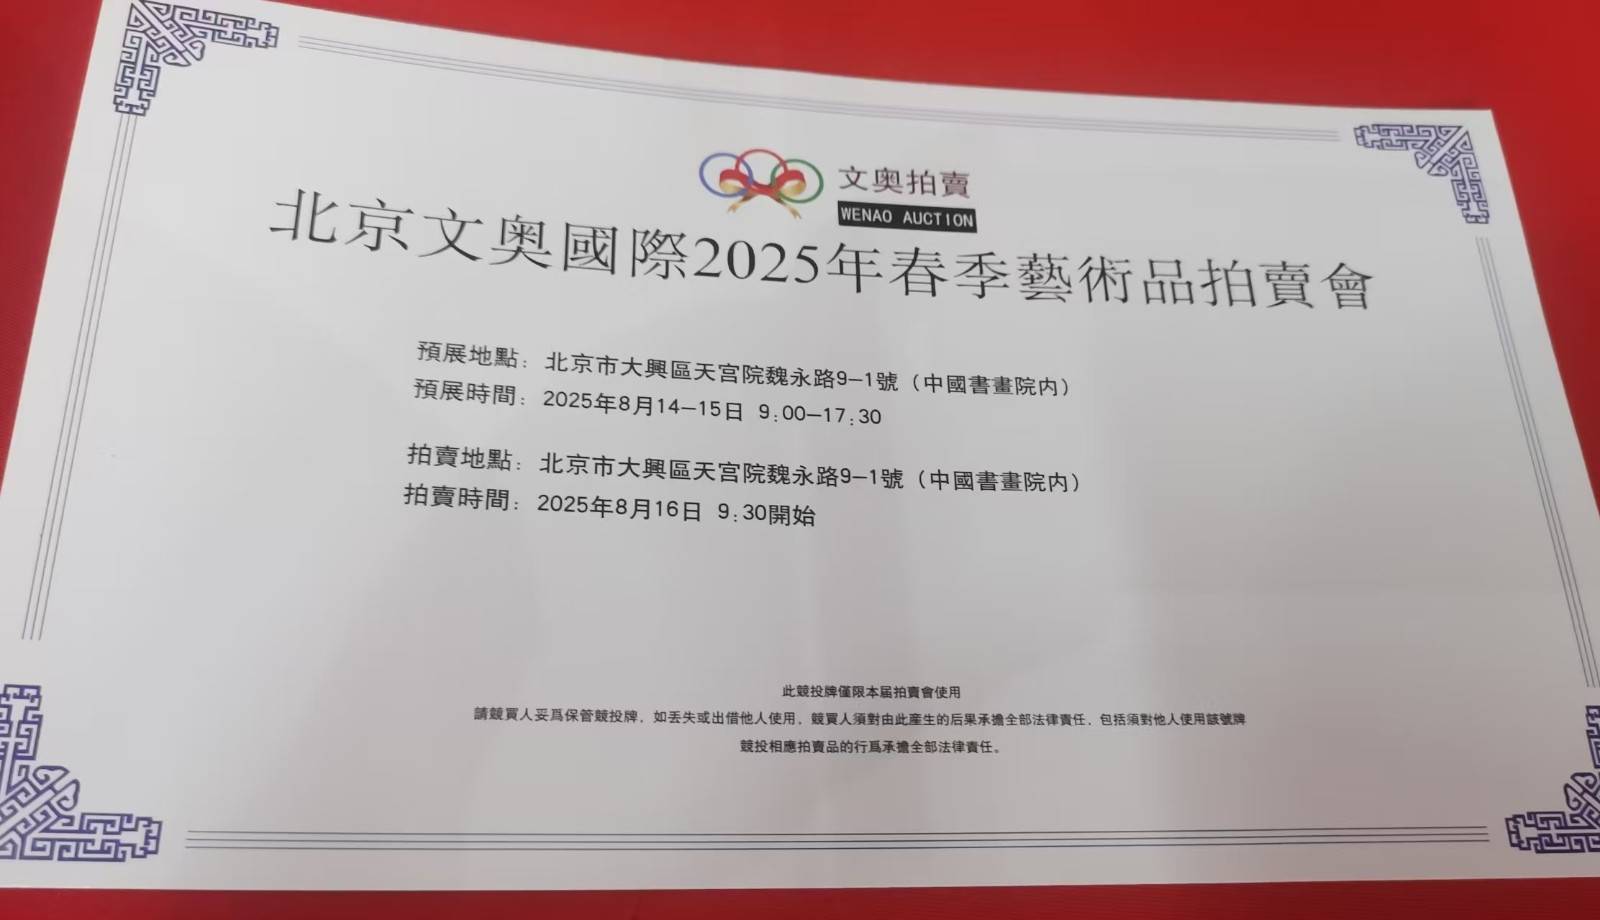 文奥拍賣
WENAO AUCTION
北京文奥國際2025年春季藝術品拍賣會
預展地點：北京市大興區天宫院魏永路9-1號（中國書畫院内）
預展時間：2025年8月14-15日 9:00-17:30
拍賣地點：北京市大興區天宫院魏永路9-1號（中國書畫院内）
拍賣時間：2025年8月16日 9:30開始
此競投牌僅限本届拍賣會使用
請競買人妥爲保管競投牌，如丢失或出借他人使用，競買人須對由此産生的后果承擔全部法律責任，包括須對他人使用該號牌
競投相應拍賣品的行爲承擔全部法律責任。